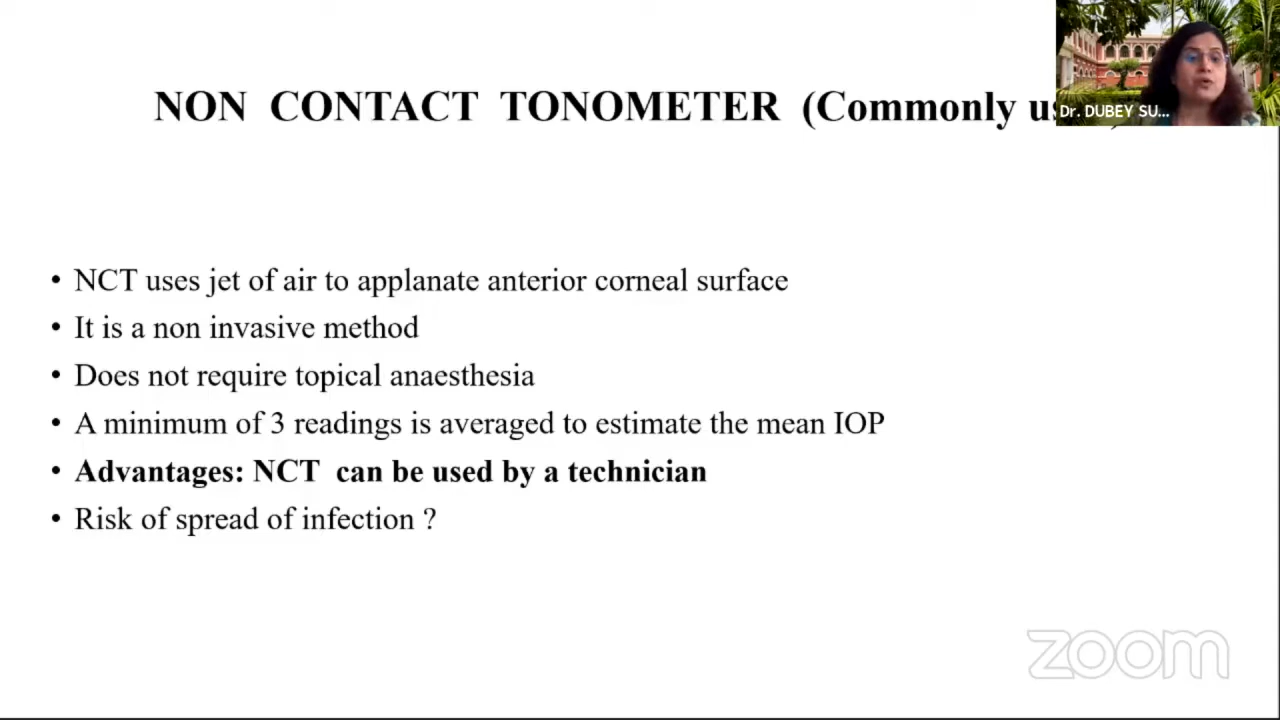 NON CONTACT TONOMETER (Commonly
Dr. DUBEY SU...
• NCT uses jet of air to applanate anterior corneal surface
• It is a non invasive method
• Does not require topical anaesthesia
• A minimum of 3 readings is averaged to estimate the mean IOP
• Advantages: NCT can be used by a technician
• Risk of spread of infection ?
zoom